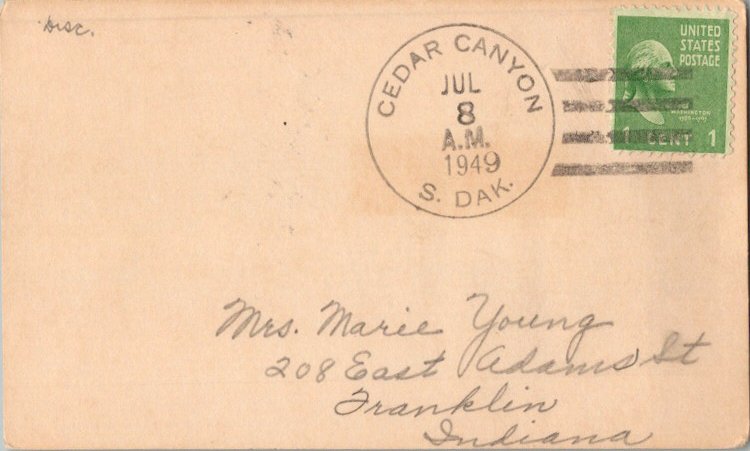 Disc.
CEDAR CANYON
JUL
8
A.M.
1949
S. DAK.
UNITED
STATES
POSTAGE
WASHINGTON
1 CENT 1
Mrs. Marie Young
208 East Adams St
Franklin
Indiana